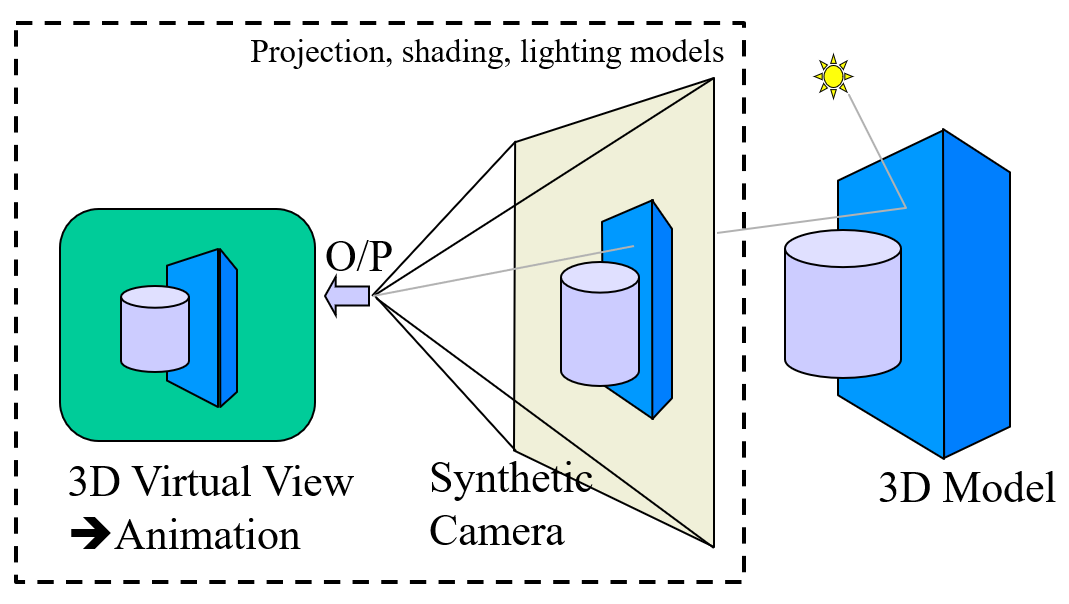 Projection, shading, lighting models
O/P
3D Virtual View
➔Animation
Synthetic
Camera
3D Model